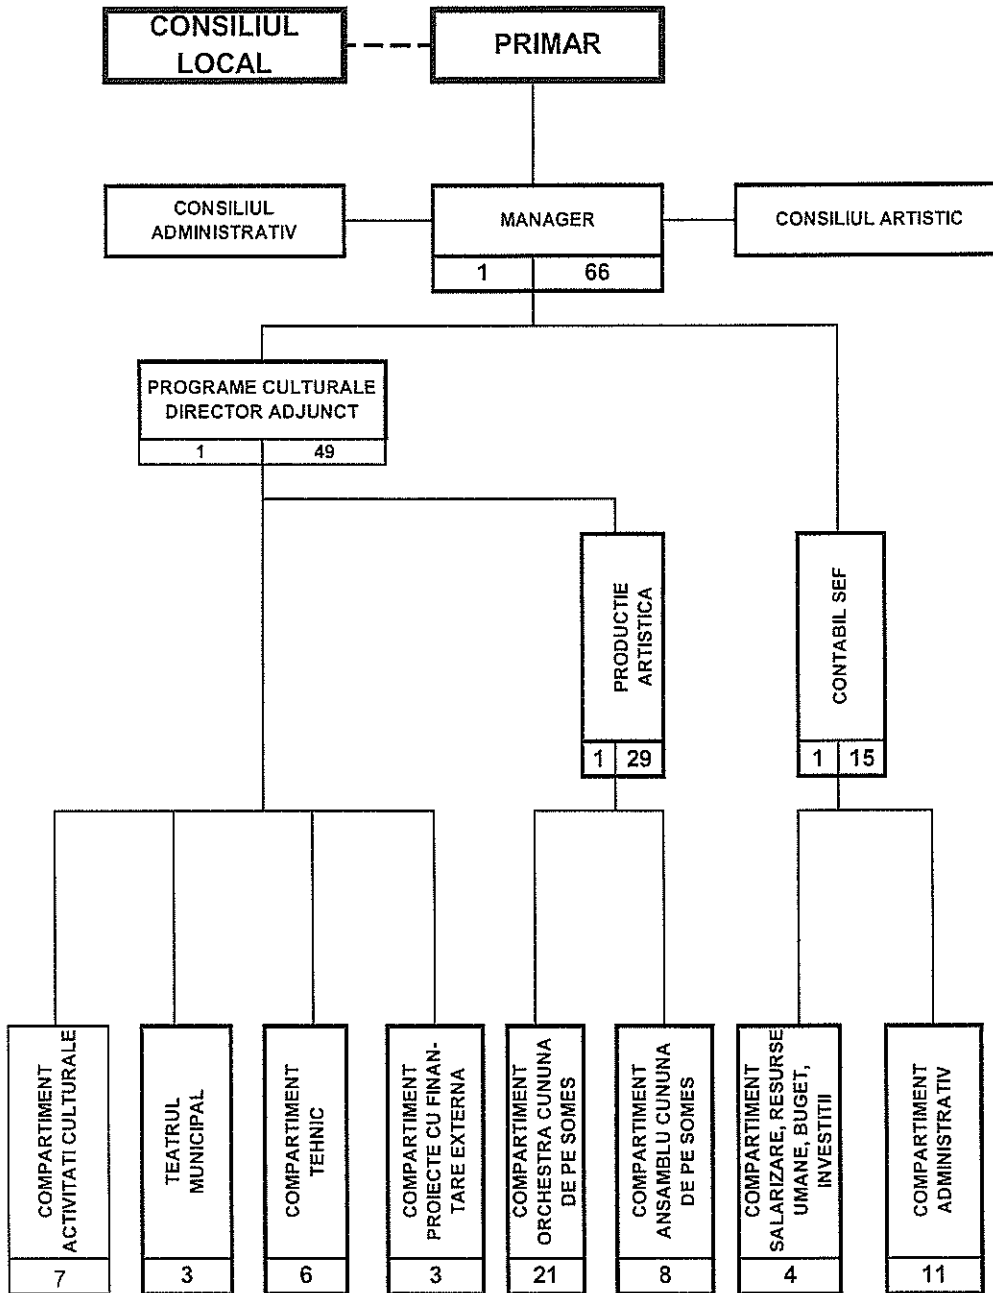 CONSILIUL
LOCAL
PRIMAR
CONSILIUL
ADMINISTRATIV
MANAGER
1 66
CONSILIUL ARTISTIC
PROGRAME CULTURALE
DIRECTOR ADJUNCT
1 49
PRODUCTIE
ARTISTICA
1 29
CONTABIL SEF
1 15
COMPARTIMENT
ACTIVITATI CULTURALE
7
TEATRUL
MUNICIPAL
3
COMPARTIMENT
TEHNIC
6
COMPARTIMENT
PROIECTE CU FINAN-
TARE EXTERNA
3
COMPARTIMENT
ORCHESTRA CUNUNA
DE PE SOMES
21
COMPARTIMENT
ANSAMBLU CUNUNA
DE PE SOMES
8
COMPARTIMENT
SALARIZARE, RESURSE
UMANE, BUGET,
INVESTITII
4
COMPARTIMENT
ADMINISTRATIV
11